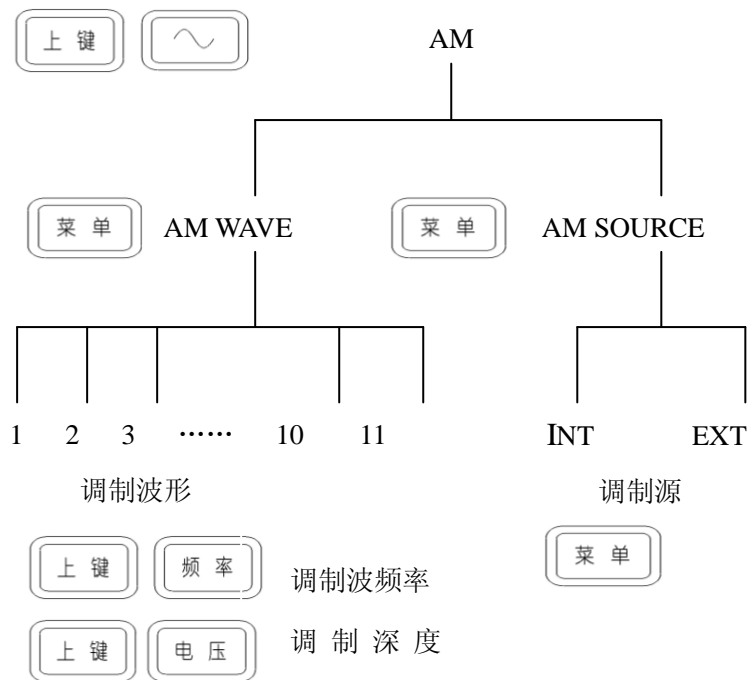 上 键 AM
菜 单 AM WAVE 菜 单 AM SOURCE
1 2 3 …… 10 11 INT EXT
调制波形 调制源
上 键 频 率 调制波频率 菜 单
上 键 电 压 调 制 深 度